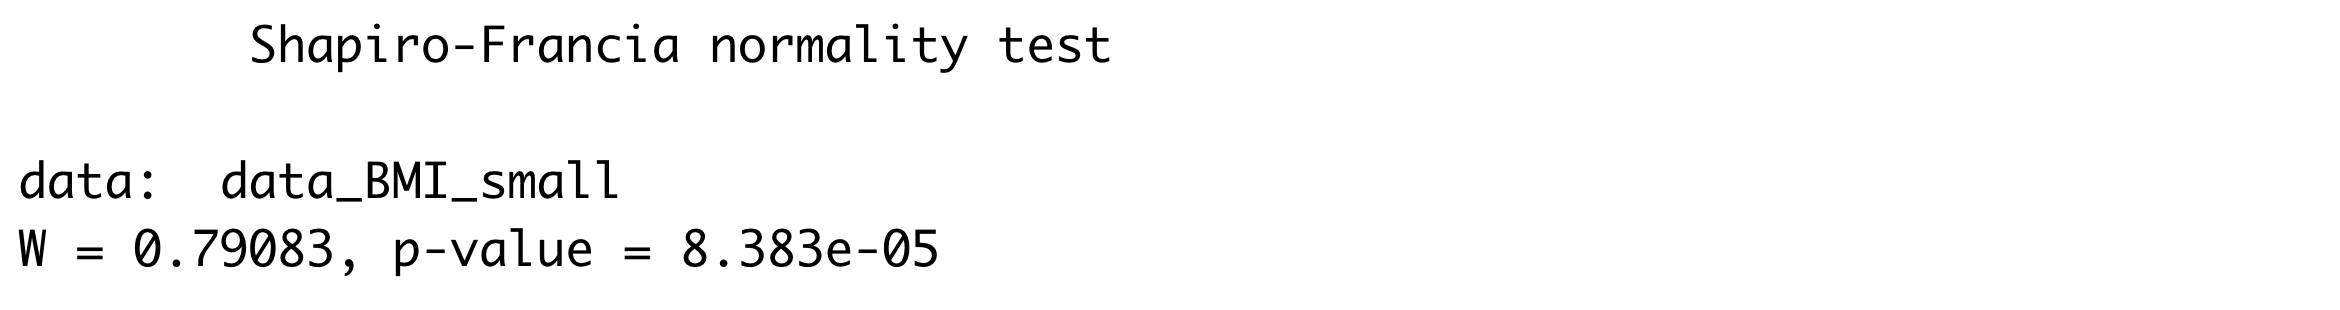 Shapiro-Francia normality test
data:  data_BMI_small
W = 0.79083, p-value = 8.383e-05